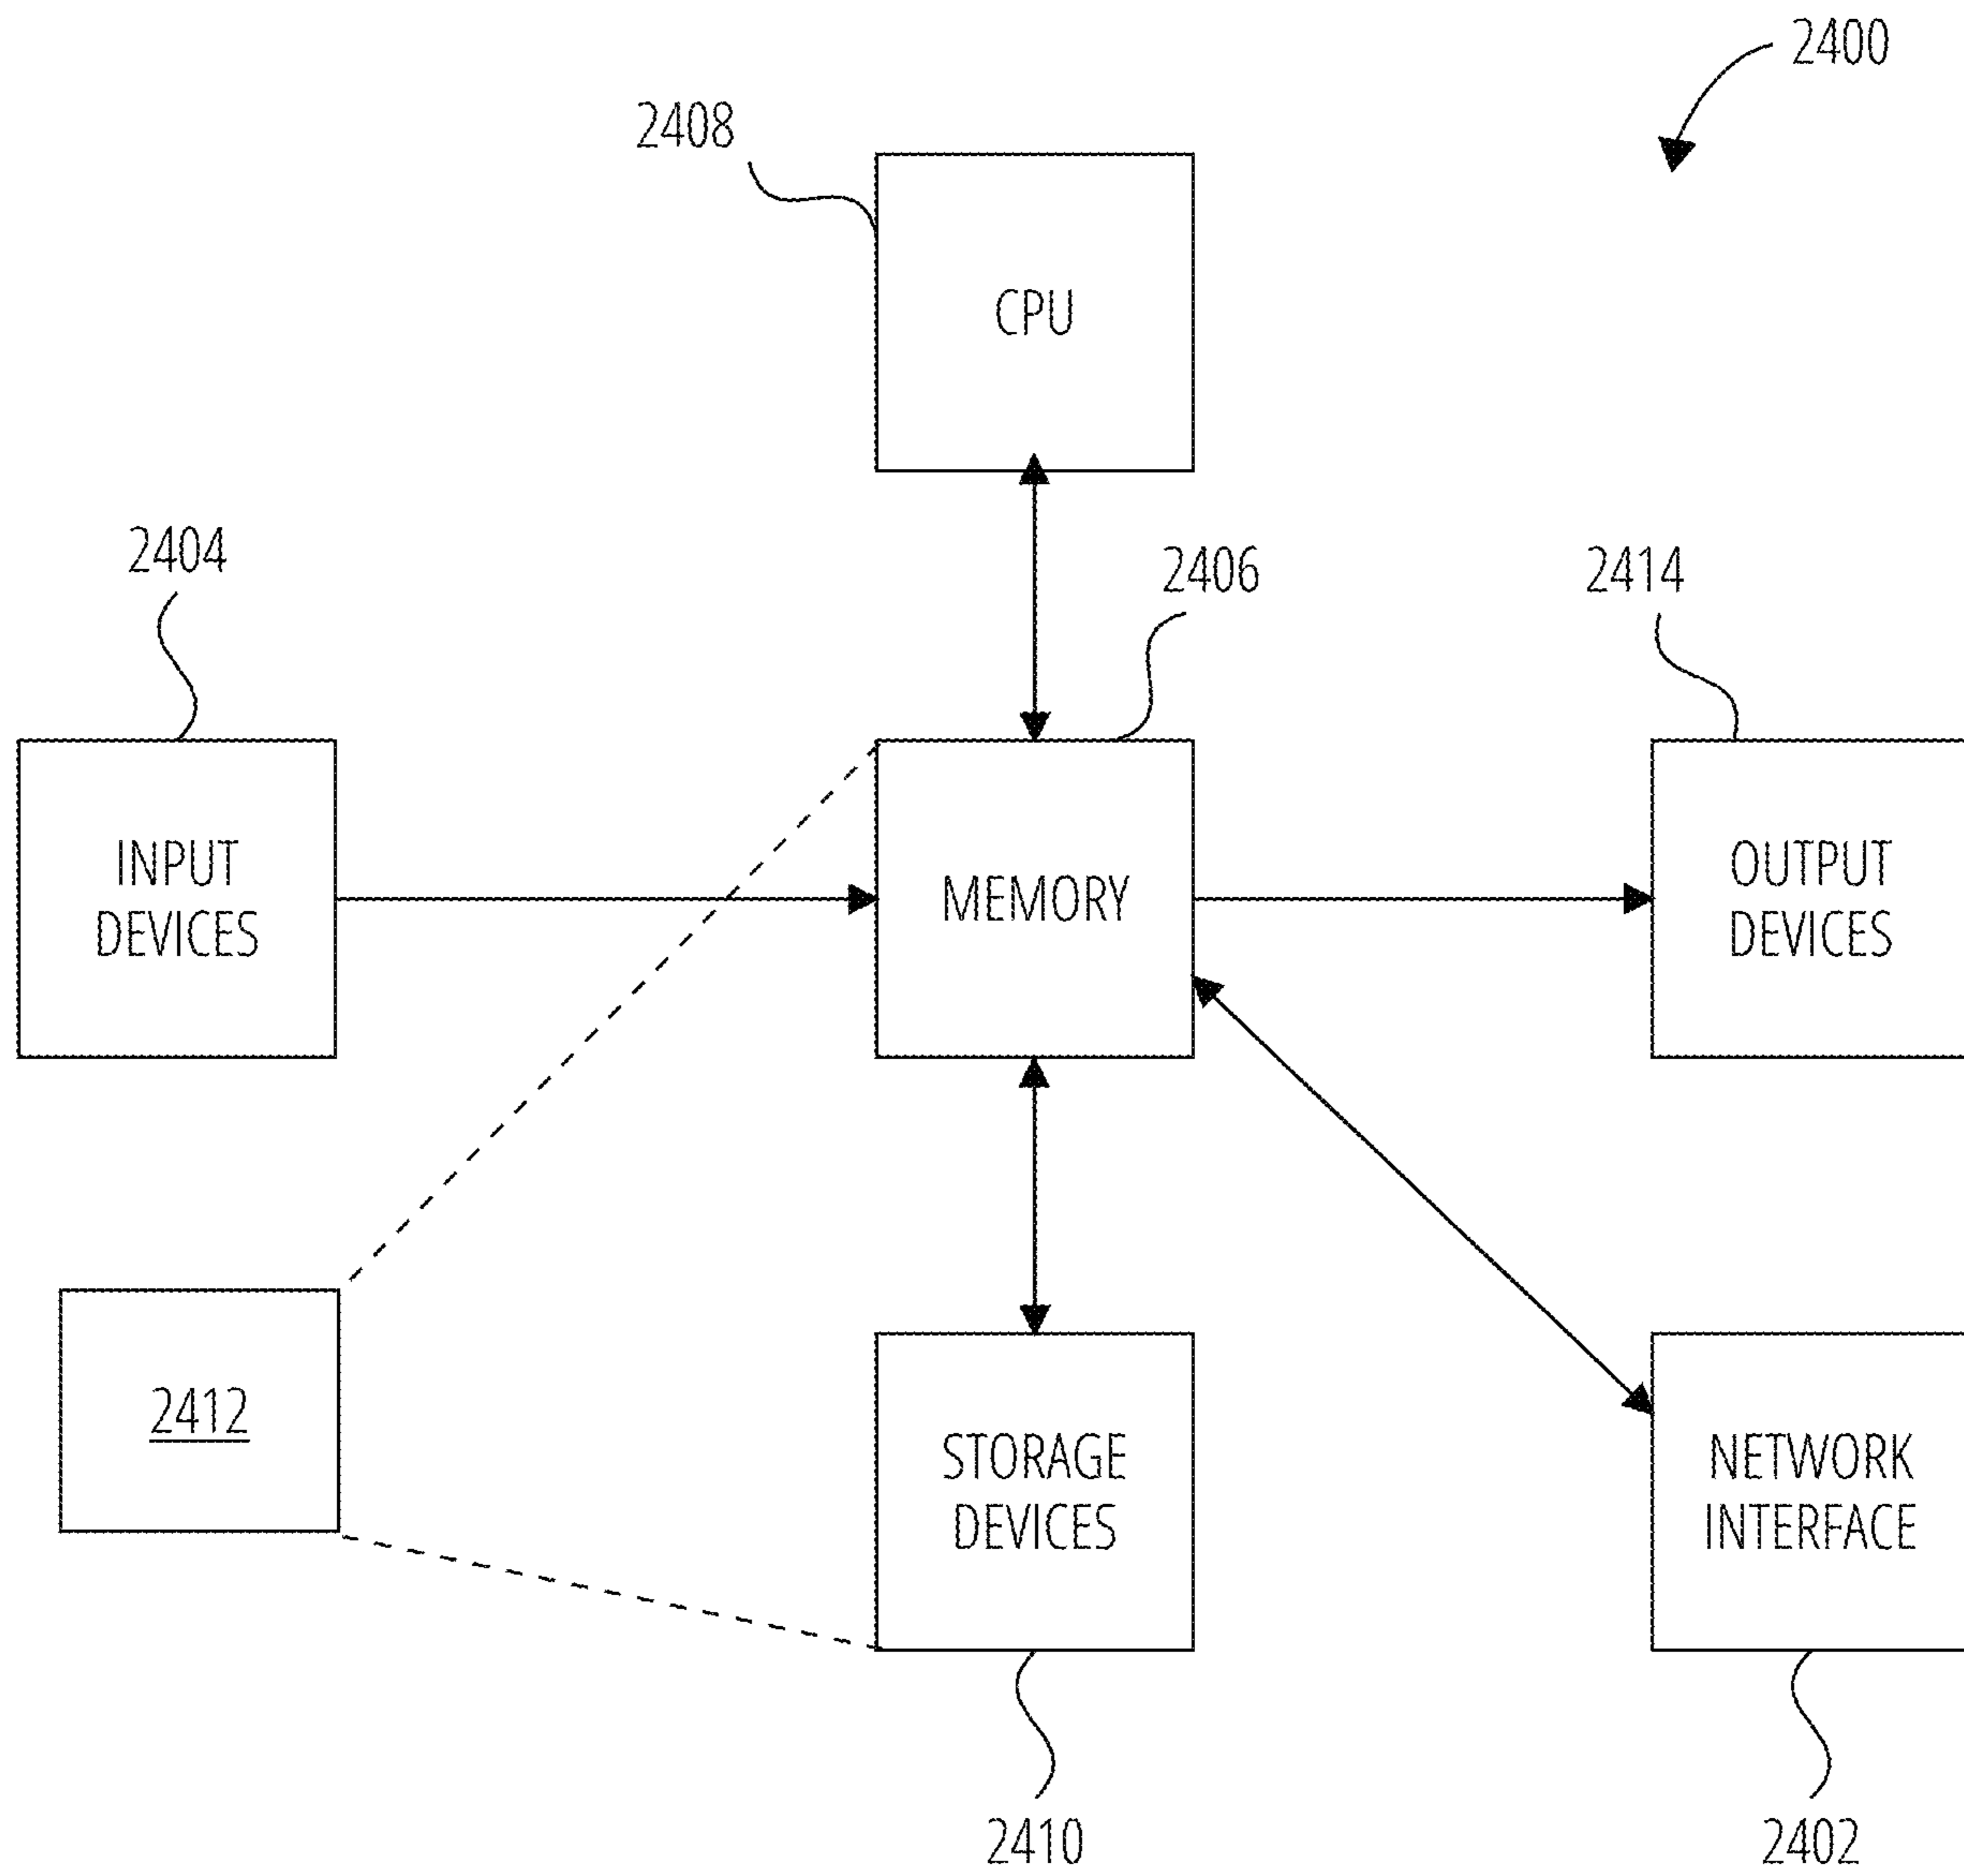 2400
2408
CPU
2404
2406
2414
INPUT
DEVICES
MEMORY
OUTPUT
DEVICES
2412
STORAGE
DEVICES
NETWORK
INTERFACE
2410
2402